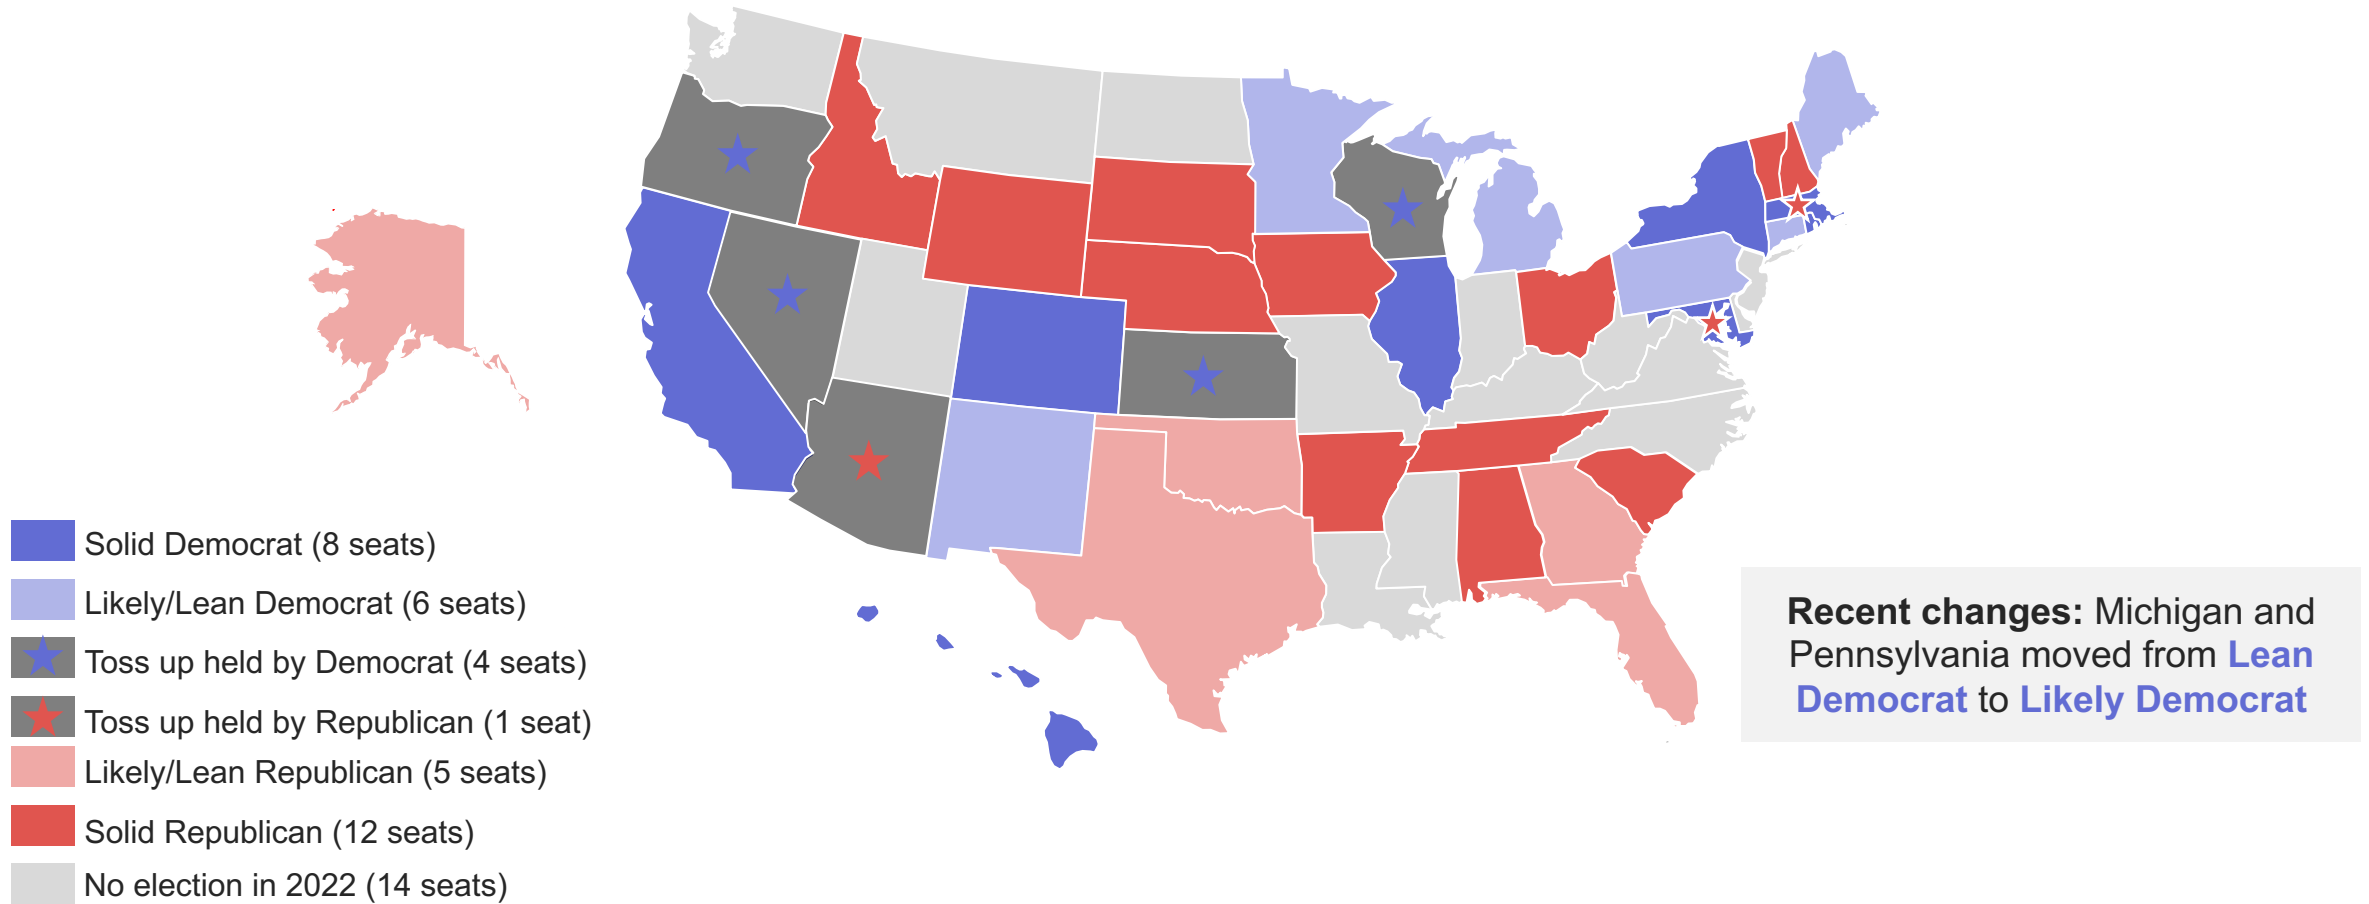 Solid Democrat (8 seats)
Likely/Lean Democrat (6 seats)
Toss up held by Democrat (4 seats)
Toss up held by Republican (1 seat)
Likely/Lean Republican (5 seats)
Solid Republican (12 seats)
No election in 2022 (14 seats)
Recent changes: Michigan and
Pennsylvania moved from Lean
Democrat to Likely Democrat